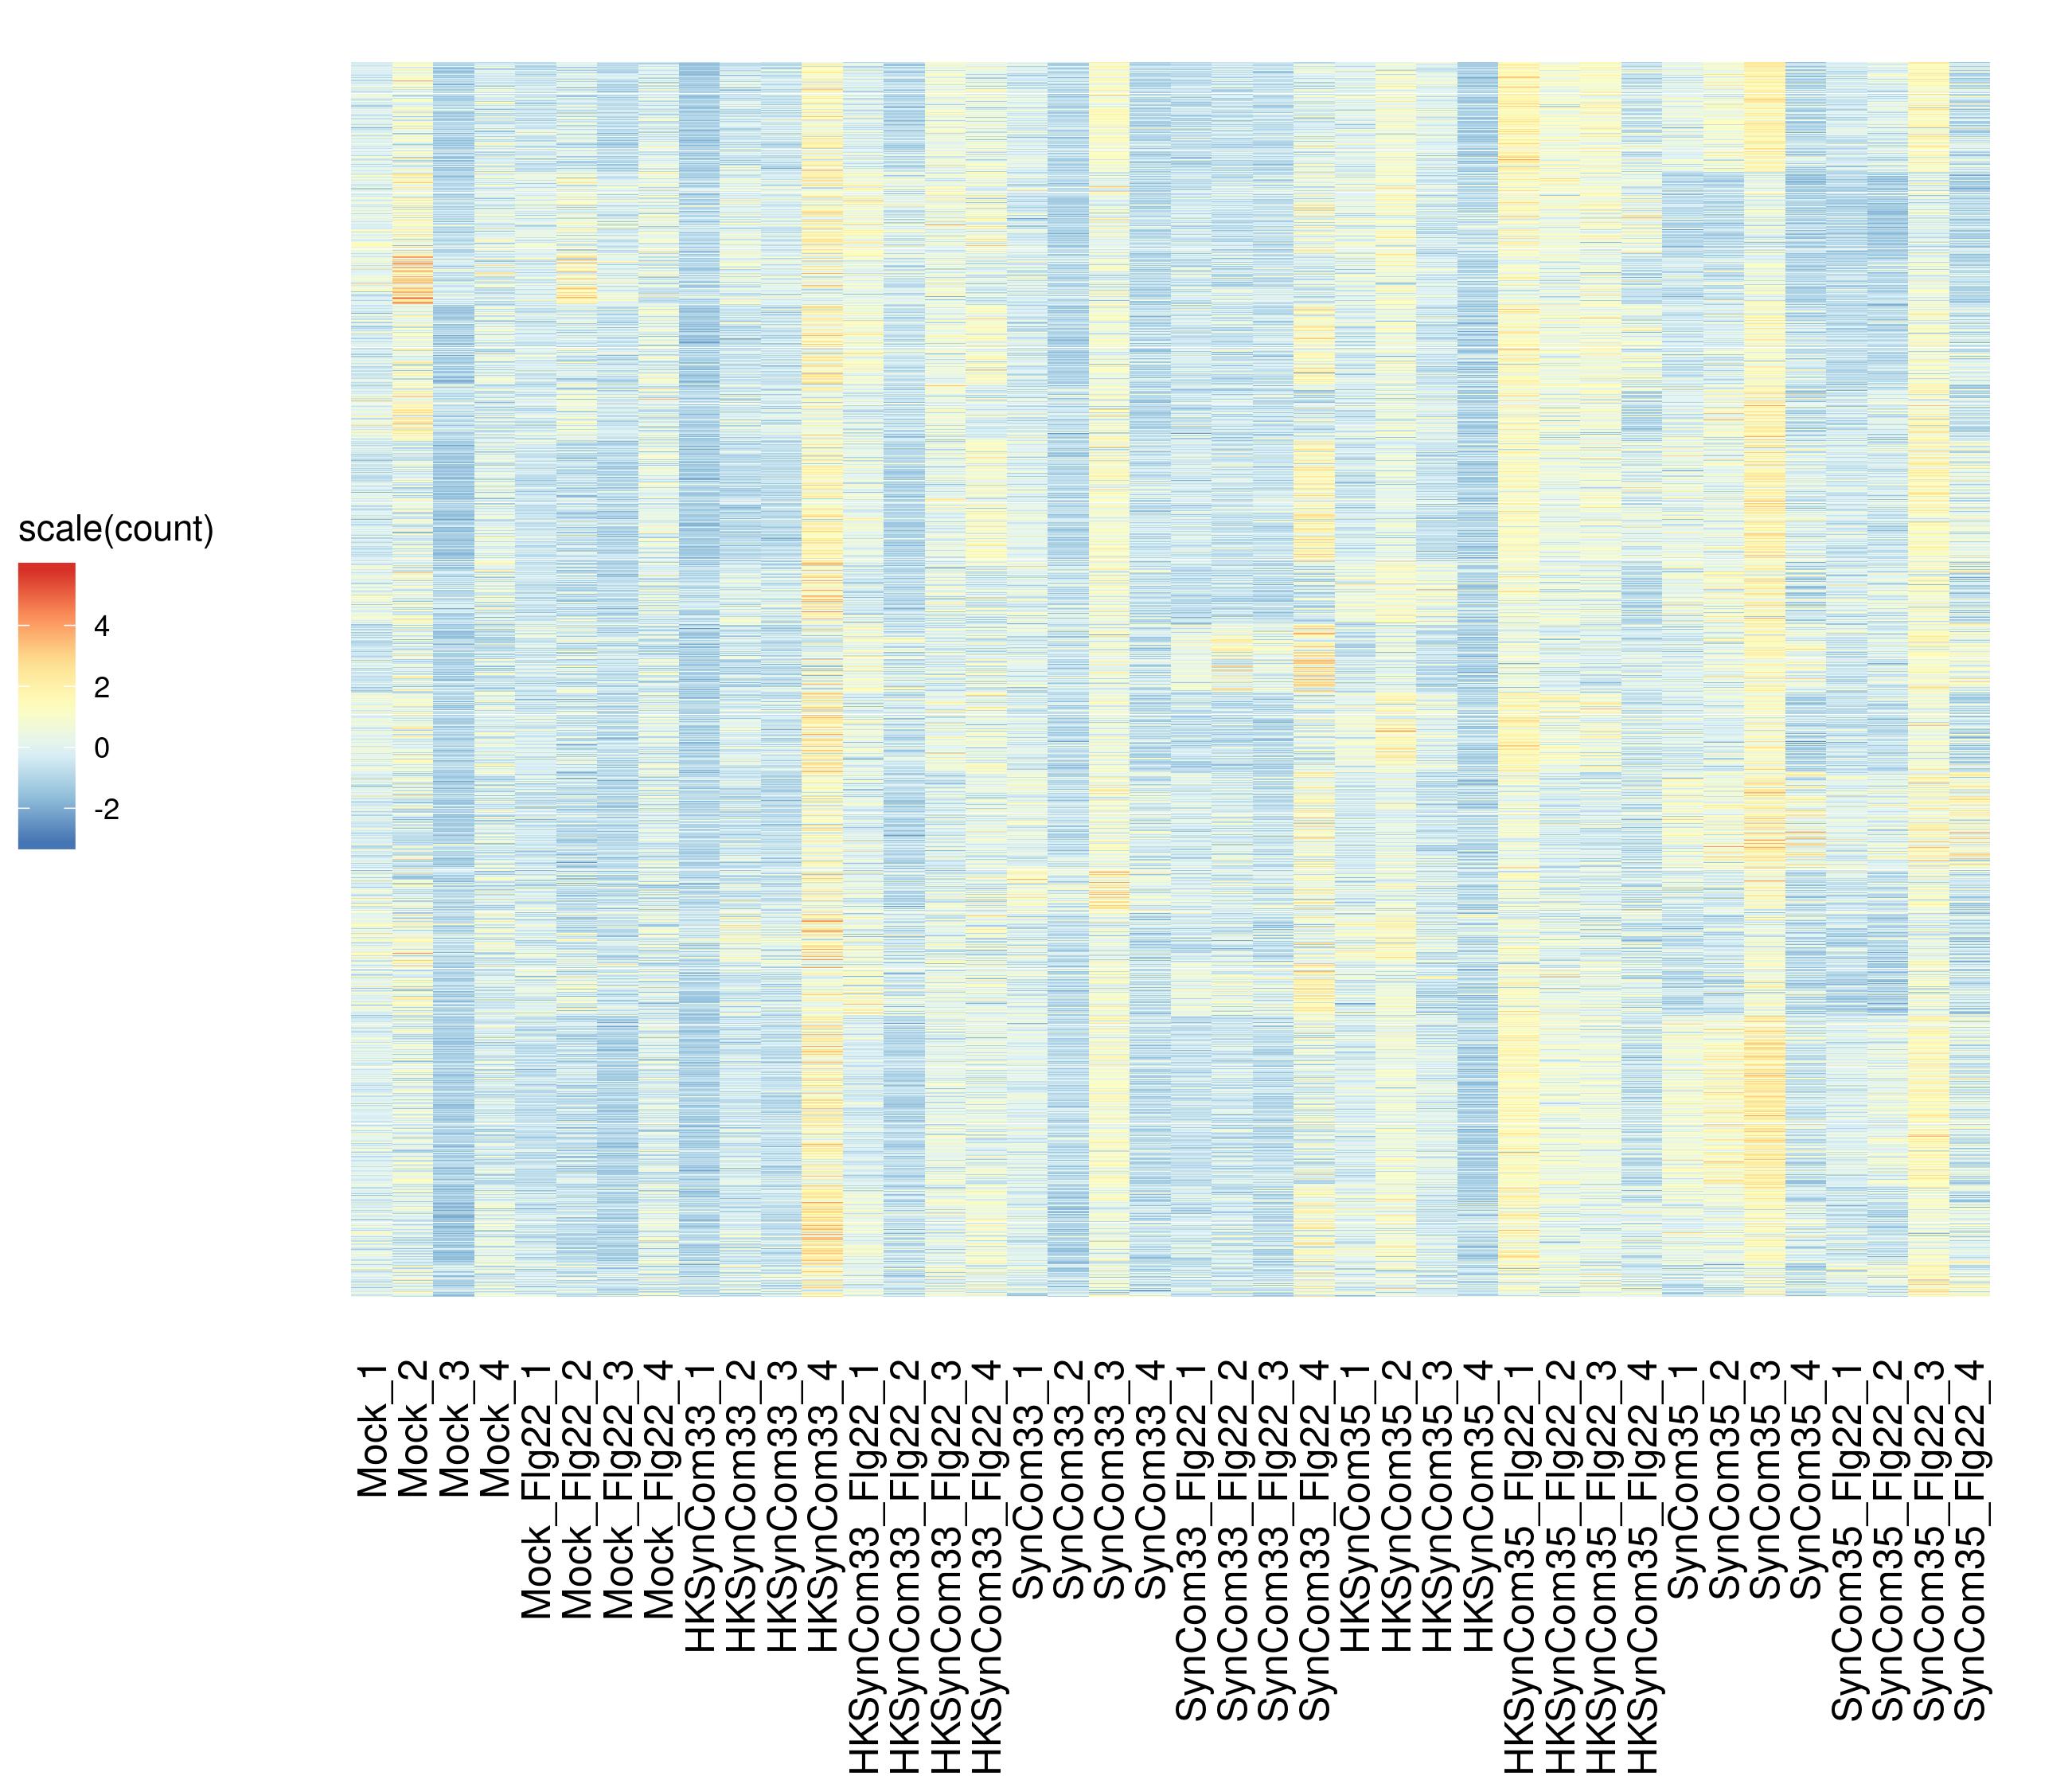 scale(count)
4
2
0
-2
Mock_1
Mock_2
Mock_3
Mock_4
Mock_Flg22_1
Mock_Flg22_2
Mock_Flg22_3
Mock_Flg22_4
HKSynCom33_1
HKSynCom33_2
HKSynCom33_3
HKSynCom33_4
HKSynCom33_Flg22_1
HKSynCom33_Flg22_2
HKSynCom33_Flg22_3
HKSynCom33_Flg22_4
SynCom33_1
SynCom33_2
SynCom33_3
SynCom33_4
SynCom33_Flg22_1
SynCom33_Flg22_2
SynCom33_Flg22_3
SynCom33_Flg22_4
HKSynCom35_1
HKSynCom35_2
HKSynCom35_3
HKSynCom35_4
HKSynCom35_Flg22_1
HKSynCom35_Flg22_2
HKSynCom35_Flg22_3
HKSynCom35_Flg22_4
SynCom35_1
SynCom35_2
SynCom35_3
SynCom35_4
SynCom35_Flg22_1
SynCom35_Flg22_2
SynCom35_Flg22_3
SynCom35_Flg22_4